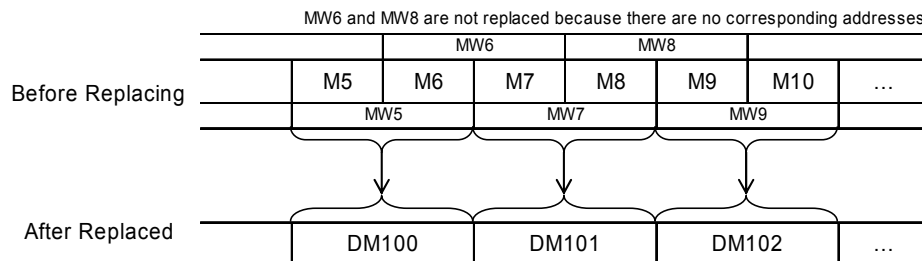 MW6 and MW8 are not replaced because there are no corresponding addresses
MW6 MW8
Before Replacing M5 M6 M7 M8 M9 M10 …
MW5 MW7 MW9
After Replaced DM100 DM101 DM102 …